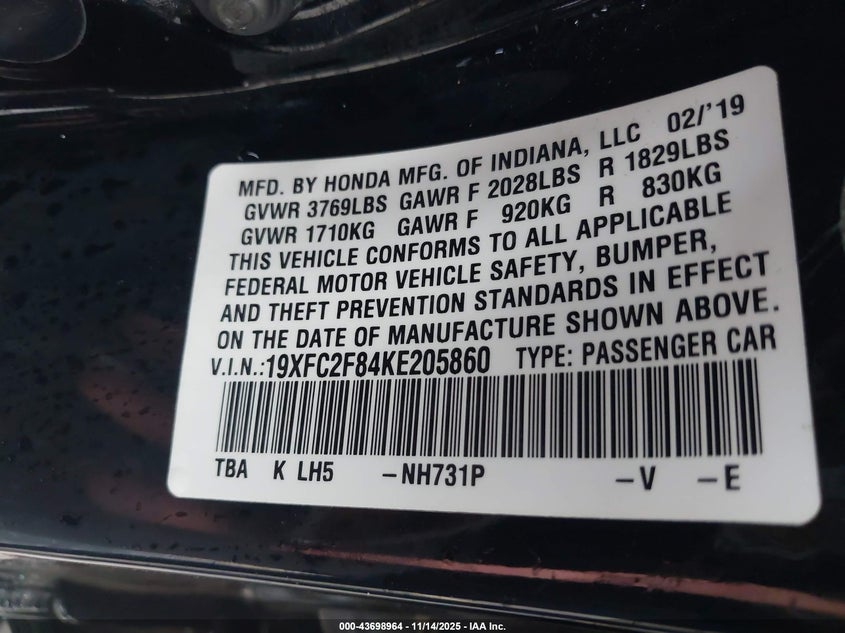 MFD. BY HONDA MFG. OF INDIANA, LLC 02/'19
GVWR 3769LBS GAWR F 2028LBS R 1829LBS
GVWR 1710KG GAWR F 920KG R 830KG
THIS VEHICLE CONFORMS TO ALL APPLICABLE
FEDERAL MOTOR VEHICLE SAFETY, BUMPER,
AND THEFT PREVENTION STANDARDS IN EFFECT
ON THE DATE OF MANUFACTURE SHOWN ABOVE.
V.I.N.:19XFC2F84KE205860 TYPE: PASSENGER CAR
TBA K LH5 -NH731P -V -E
000-43698964 | 11/14/2025 - IAA Inc.